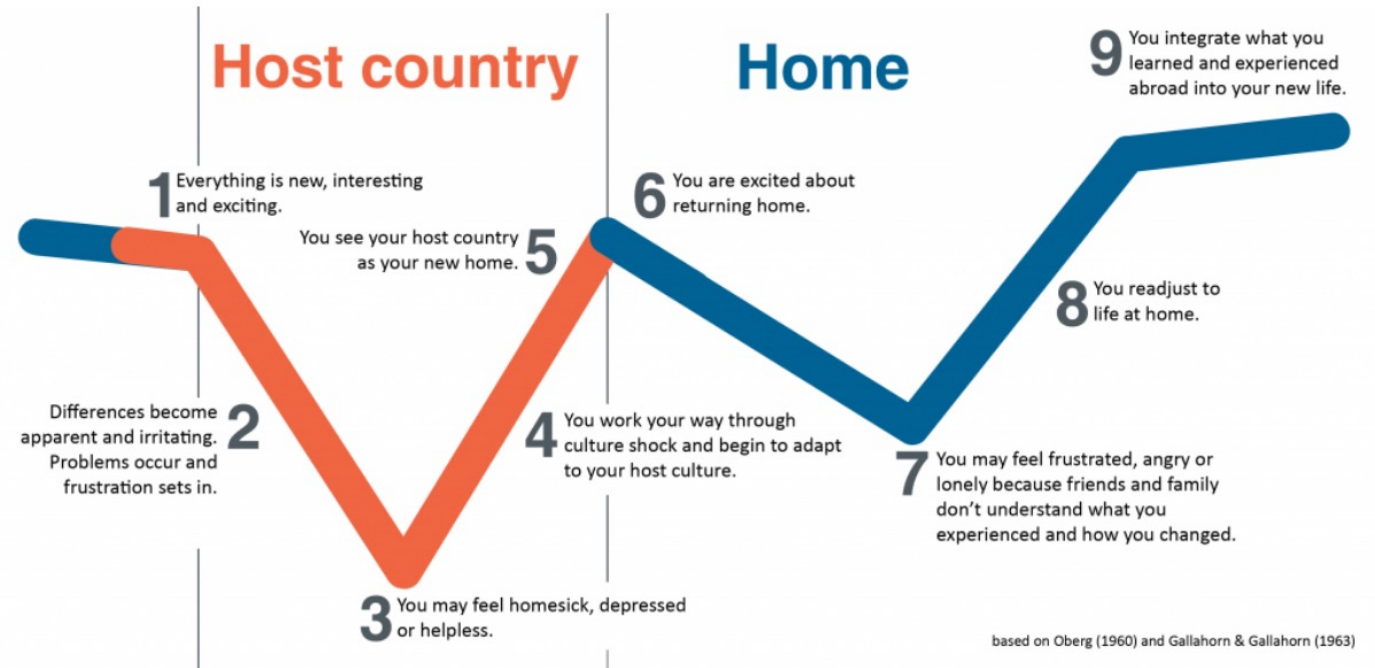 Host country
Home
1
Everything is new, interesting
and exciting.
2
Differences become
apparent and irritating.
Problems occur and
frustration sets in.
3
You may feel homesick, depressed
or helpless.
4
You work your way through
culture shock and begin to adapt
to your host culture.
5
You see your host country
as your new home.
6
You are excited about
returning home.
7
You may feel frustrated, angry or
lonely because friends and family
don't understand what you
experienced and how you changed.
8
You readjust to
life at home.
9
You integrate what you
learned and experienced
abroad into your new life.
based on Oberg (1960) and Gallahorn & Gallahorn (1963)